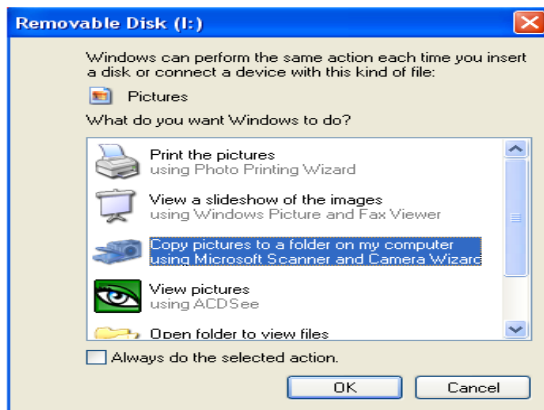 Removable Disk (I:)
Windows can perform the same action each time you insert
a disk or connect a device with this kind of file:
Pictures
What do you want Windows to do?
Print the pictures
using Photo Printing Wizard
View a slideshow of the images
using Windows Picture and Fax Viewer
Copy pictures to a folder on my computer
using Microsoft Scanner and Camera Wizard
View pictures
using ACDSee
Open folder to view files
Always do the selected action.
OK
Cancel